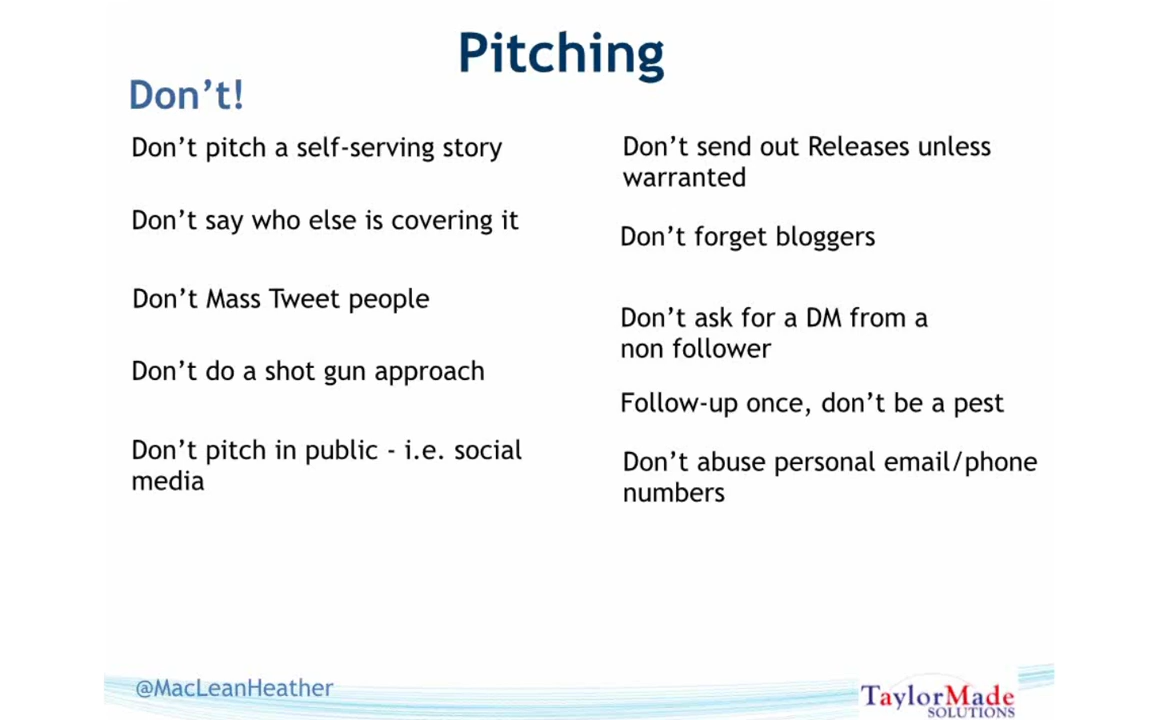 Pitching
Don't!
Don't pitch a self-serving story
Don't say who else is covering it
Don't Mass Tweet people
Don't do a shot gun approach
Don't pitch in public - i.e. social
media
Don't send out Releases unless
warranted
Don't forget bloggers
Don't ask for a DM from a
non follower
Follow-up once, don't be a pest
Don't abuse personal email/phone
numbers
@MacLeanHeather
TaylorMade
SOLUTIONS